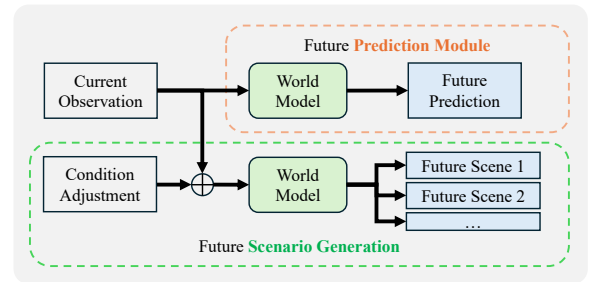 Future Prediction Module
Current
Observation
World
Model
Future
Prediction
Condition
Adjustment
World
Model
Future Scene 1
Future Scene 2
...
Future Scenario Generation